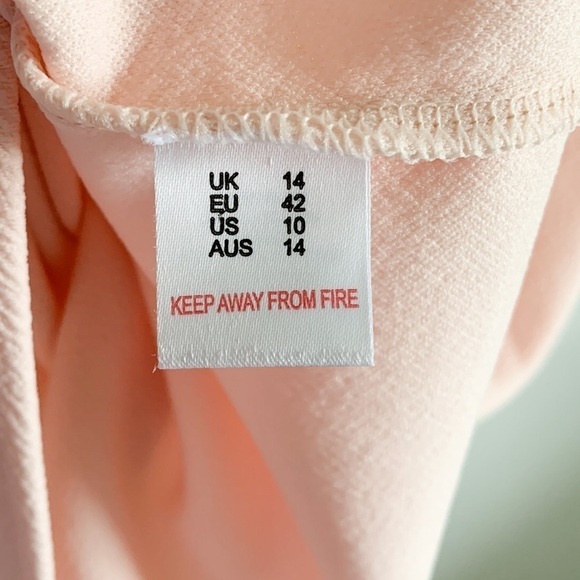 UK 14
EU 42
US 10
AUS 14
KEEP AWAY FROM FIRE